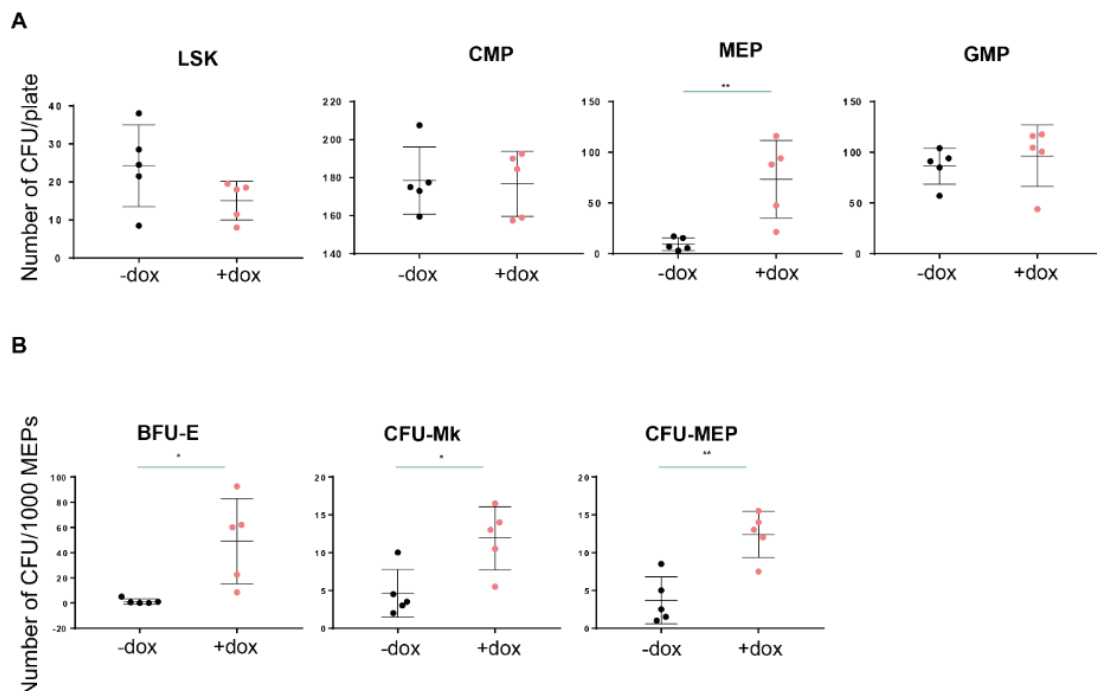 A
LSK
CMP
MEP
GMP
Number of CFU/plate
40
30
20
10
0
-dox
+dox
220
200
180
160
140
-dox
+dox
**
150
100
50
0
-dox
+dox
150
100
50
0
-dox
+dox
B
BFU-E
CFU-Mk
CFU-MEP
Number of CFU/1000 MEPs
*
100
80
60
40
20
0
-20
-dox
+dox
*
20
15
10
5
0
-dox
+dox
**
20
15
10
5
0
-dox
+dox